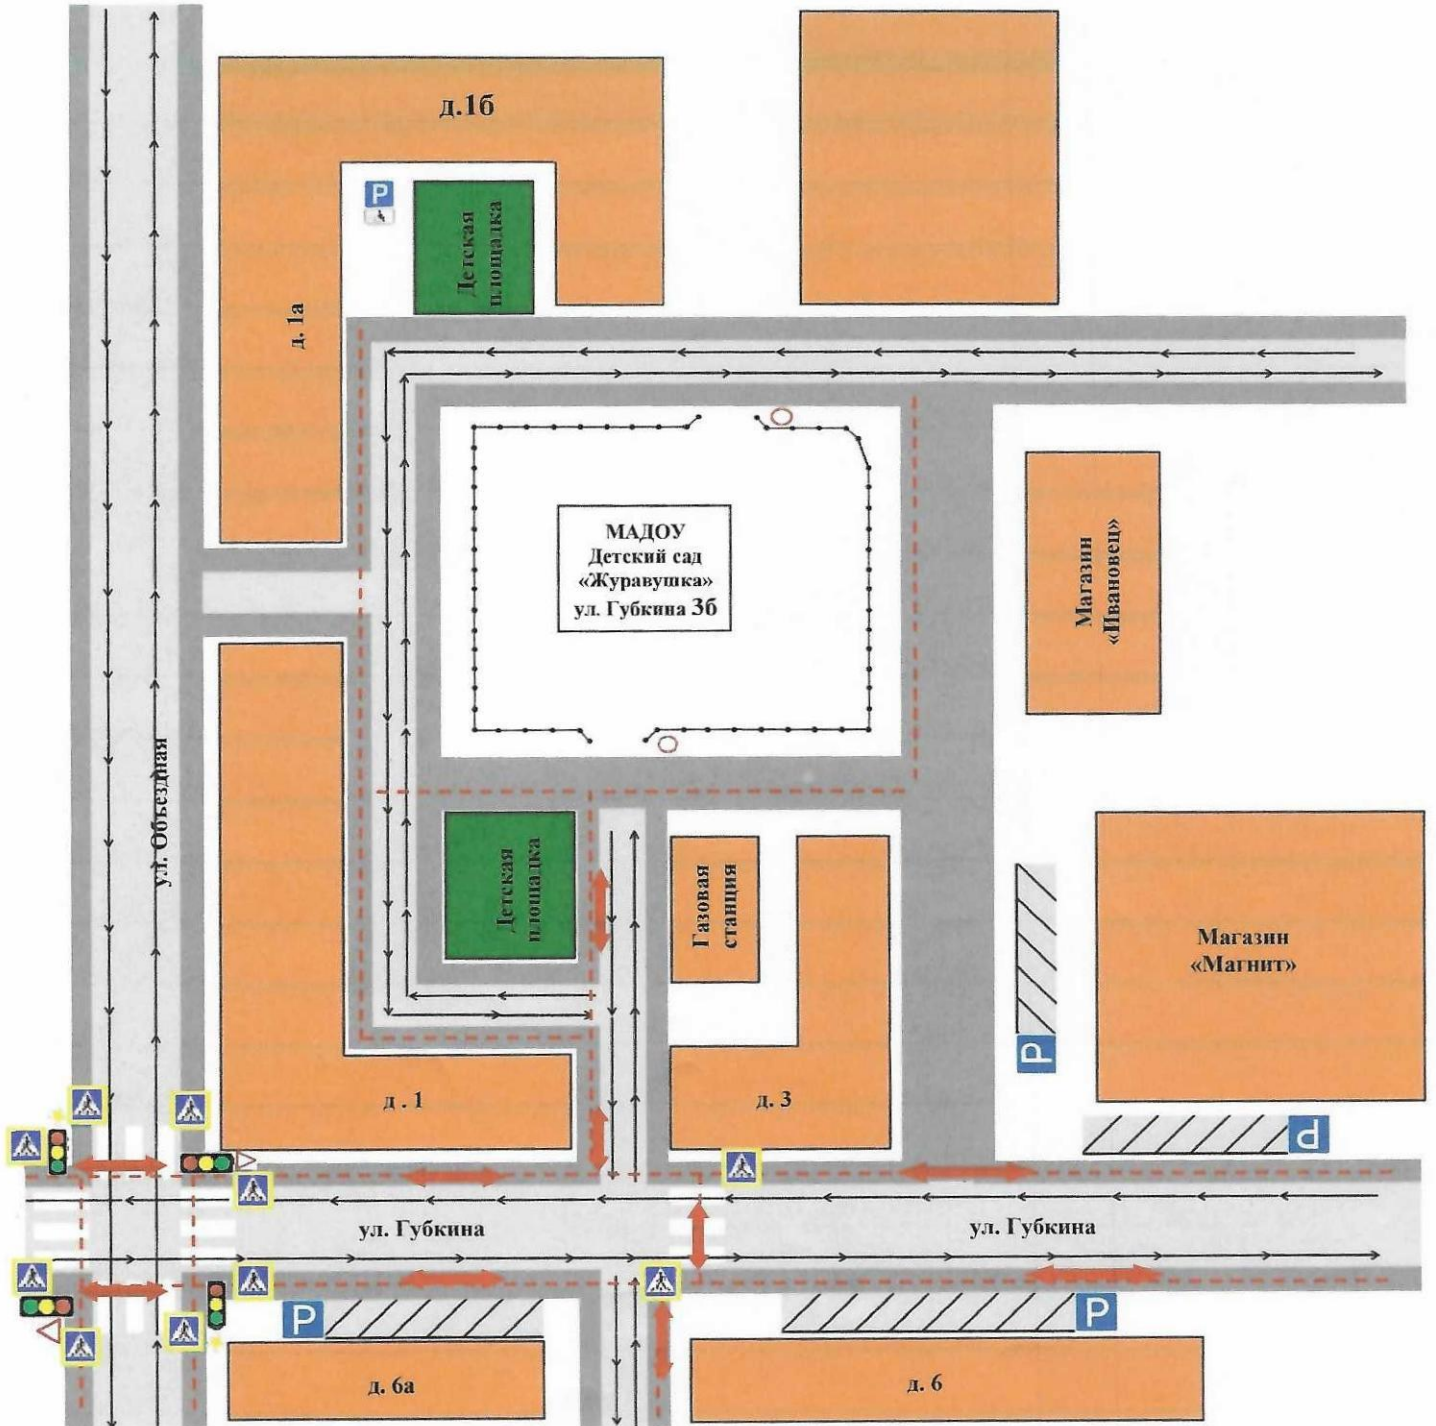 д.1б
P
Детская
площадка
д. 1а
МАДОУ
Детский сад
«Журавушка»
ул. Губкина 3б
Магазин
«Ивановец»
ул. Объездная
Детская
площадка
Газовая
станция
Магазин
«Магнит»
P
д . 1
д. 3
P
ул. Губкина
ул. Губкина
P
P
д. 6а
д. 6